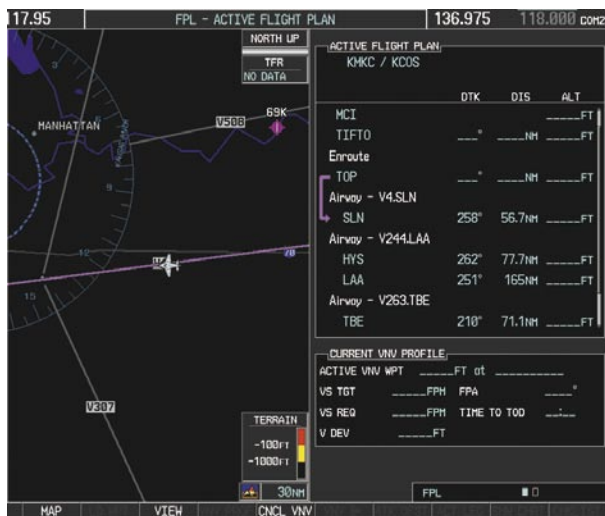 117.95 FPL – ACTIVE FLIGHT PLAN 136.975 118.000 COM2
NORTH UP
TFR
NO DATA
3
MANHATTAN
V508
69K
9
12
15
70
V307
TERRAIN
-100FT
-1000FT
30NM
ACTIVE FLIGHT PLAN
KMKC / KCOS
DTK DIS ALT
MCI _____FT
TIFTO ___° ____NM _____FT
Enroute
TOP ___° ____NM _____FT
Airway - V4.SLN
SLN 258° 56.7NM _____FT
Airway - V244.LAA
HYS 262° 77.7NM _____FT
LAA 251° 165NM _____FT
Airway - V263.TBE
TBE 210° 71.1NM _____FT
CURRENT VNV PROFILE
ACTIVE VNV WPT _____FT at __________
VS TGT _____FPM FPA ____°
VS REQ _____FPM TIME TO TOD __:__
V DEV _____FT
FPL
MAP VIEW CNCL VNV